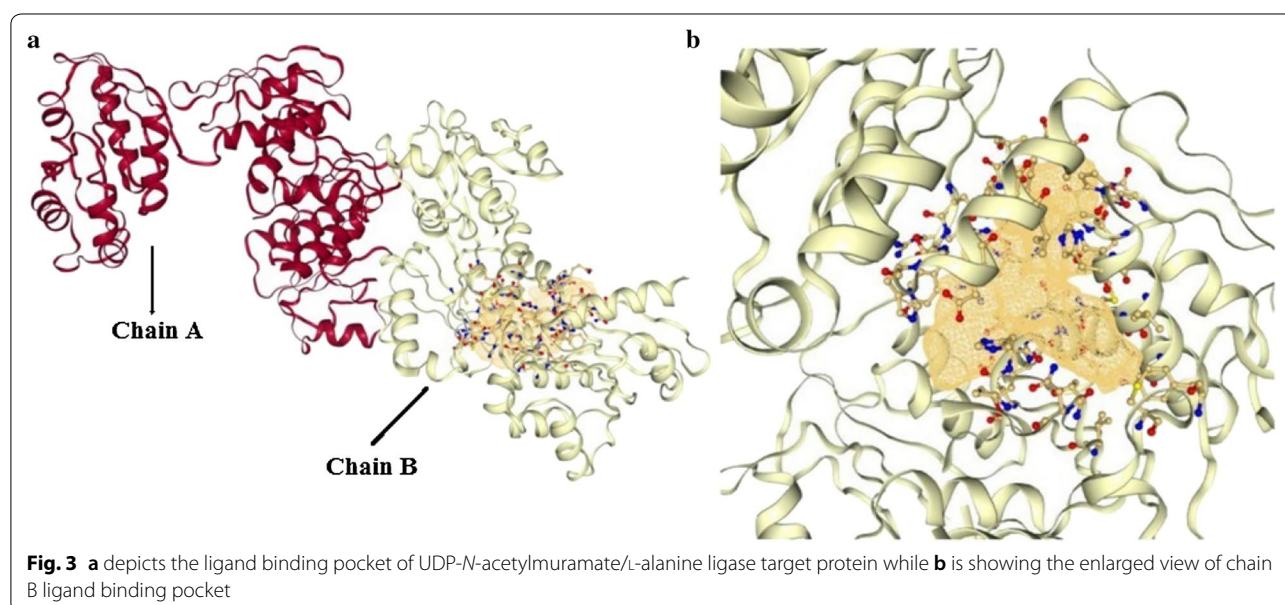 a
b
Chain A
Chain B
Fig. 3 a depicts the ligand binding pocket of UDP-N-acetylmuramate/L-alanine ligase target protein while b is showing the enlarged view of chain
B ligand binding pocket